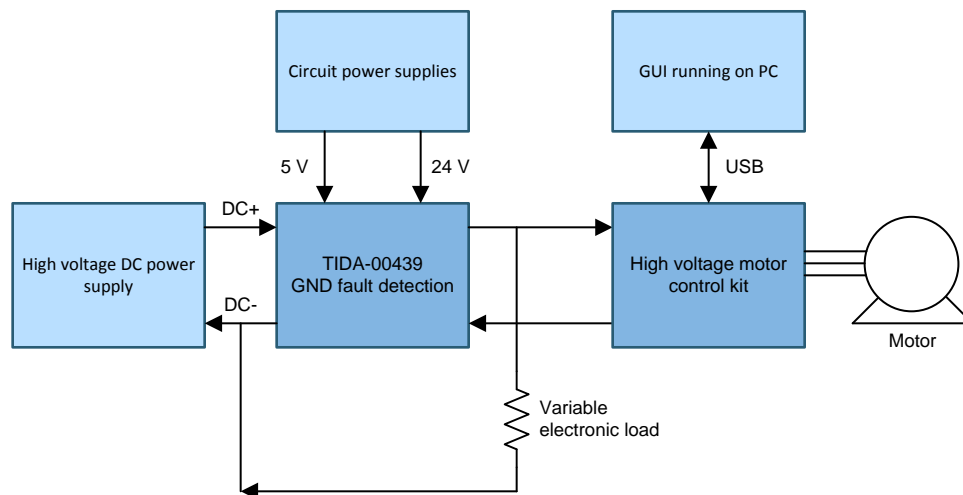 Circuit power supplies
GUI running on PC
5 V
24 V
USB
DC+
High voltage DC power
supply
DC-
TIDA-00439
GND fault detection
High voltage motor
control kit
Motor
Variable
electronic load